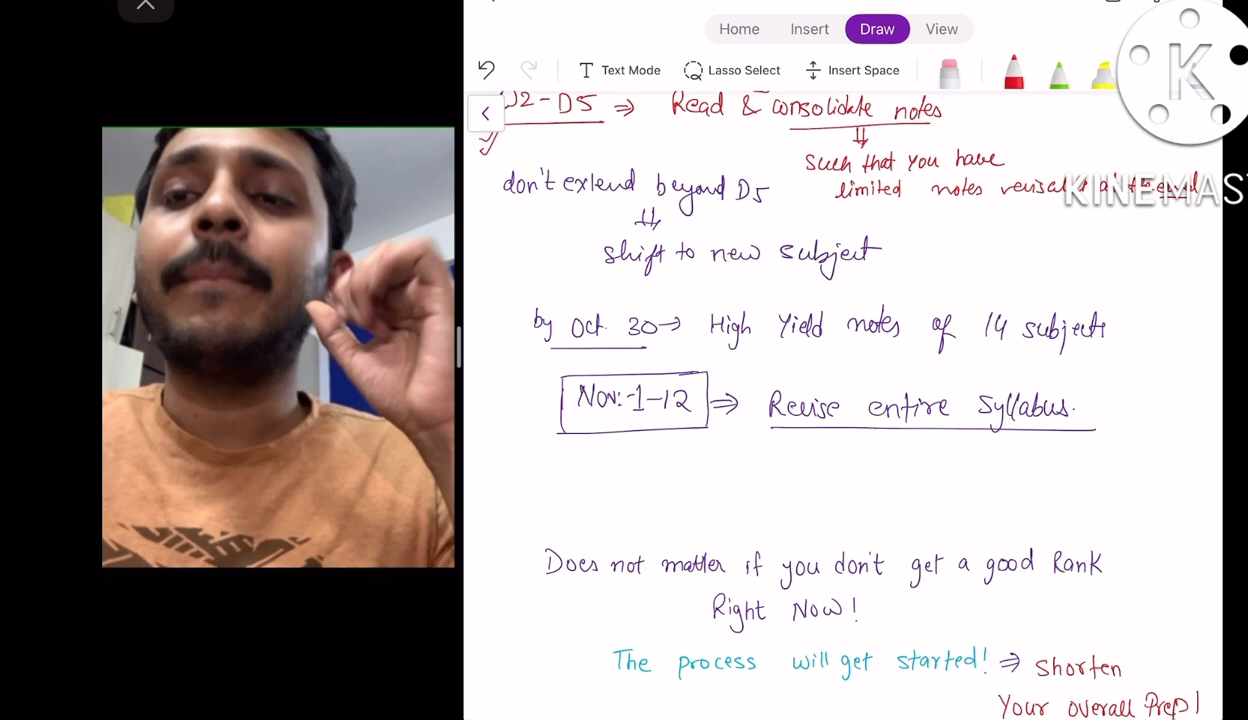 Home Insert Draw View
Text Mode Lasso Select Insert Space
K
D2-D5 ⇒ Read & consolidate notes
such that you have
limited notes
KINEMAS
don't extend beyond D5
shift to new subject
by Oct 30 → High Yield notes of 14 subjects
Nov:-1-12 ⇒ Revise entire Syllabus.
Does not matter if you don't get a good Rank
Right Now!
The process will get started! ⇒ shorten
Your overall Prep!